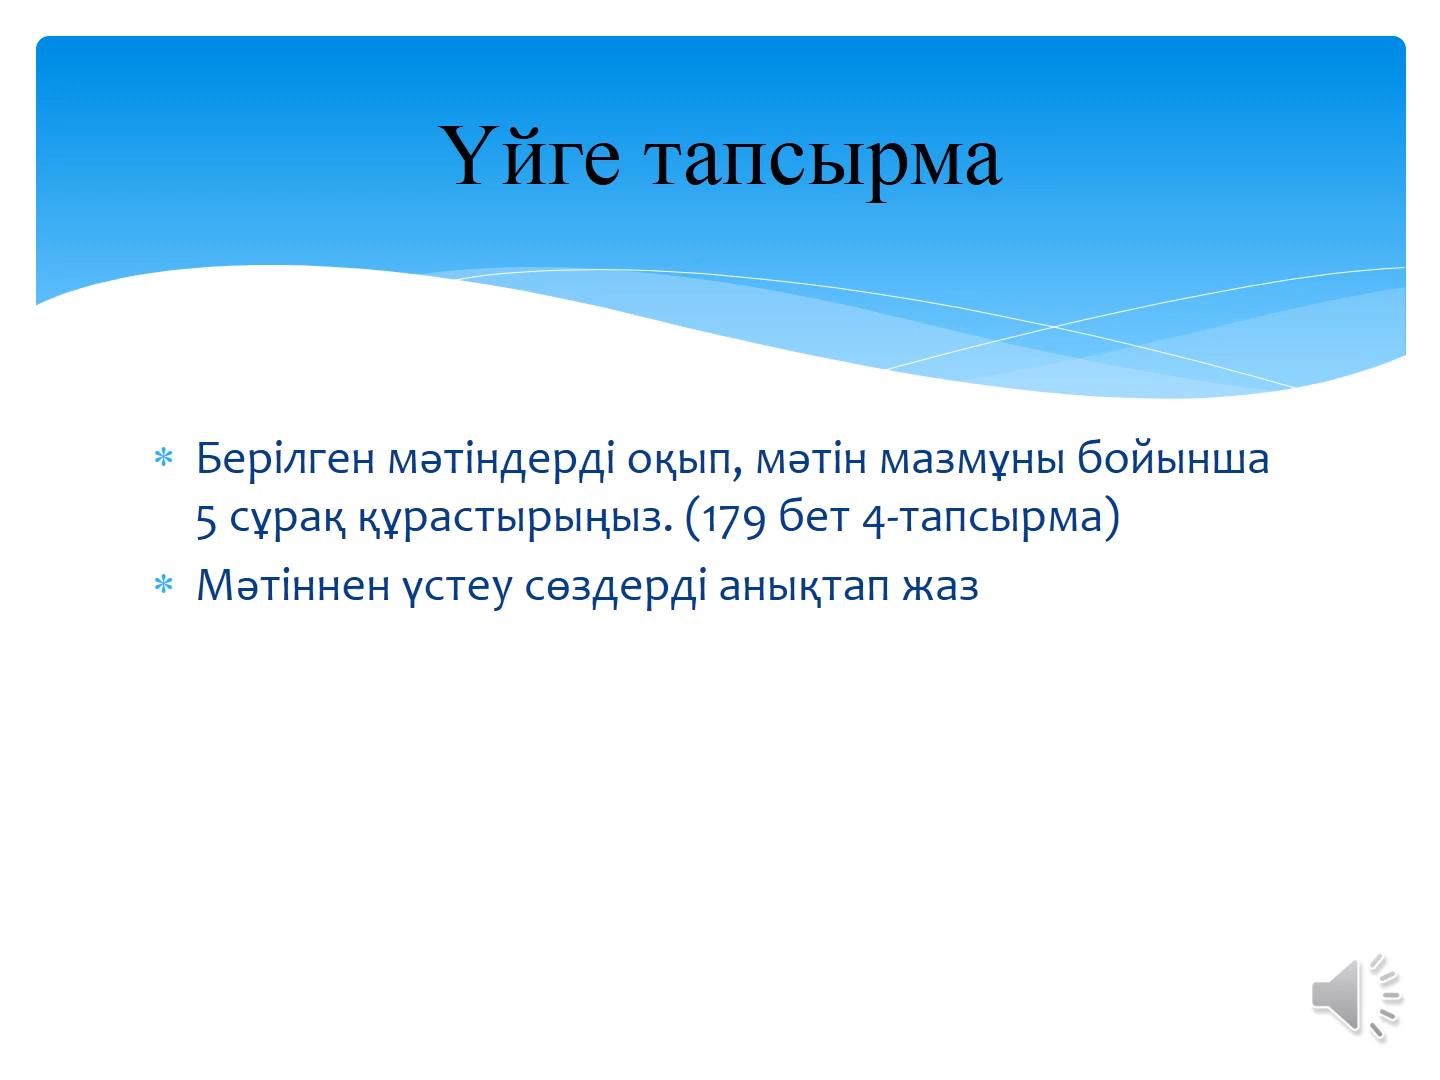 Үйге тапсырма
* Берілген мәтіндерді оқып, мәтін мазмұны бойынша
5 сұрақ құрастырыңыз. (179 бет 4-тапсырма)
* Мәтіннен үстеу сөздерді анықтап жаз